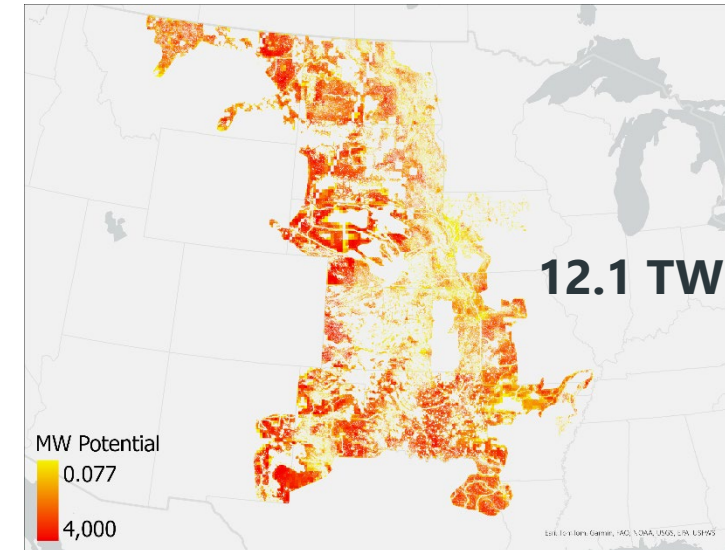 12.1 TW
MW Potential
0.077
4,000
Esri, TomTom, Garmin, FAO, NOAA, USGS, EPA, USFWS